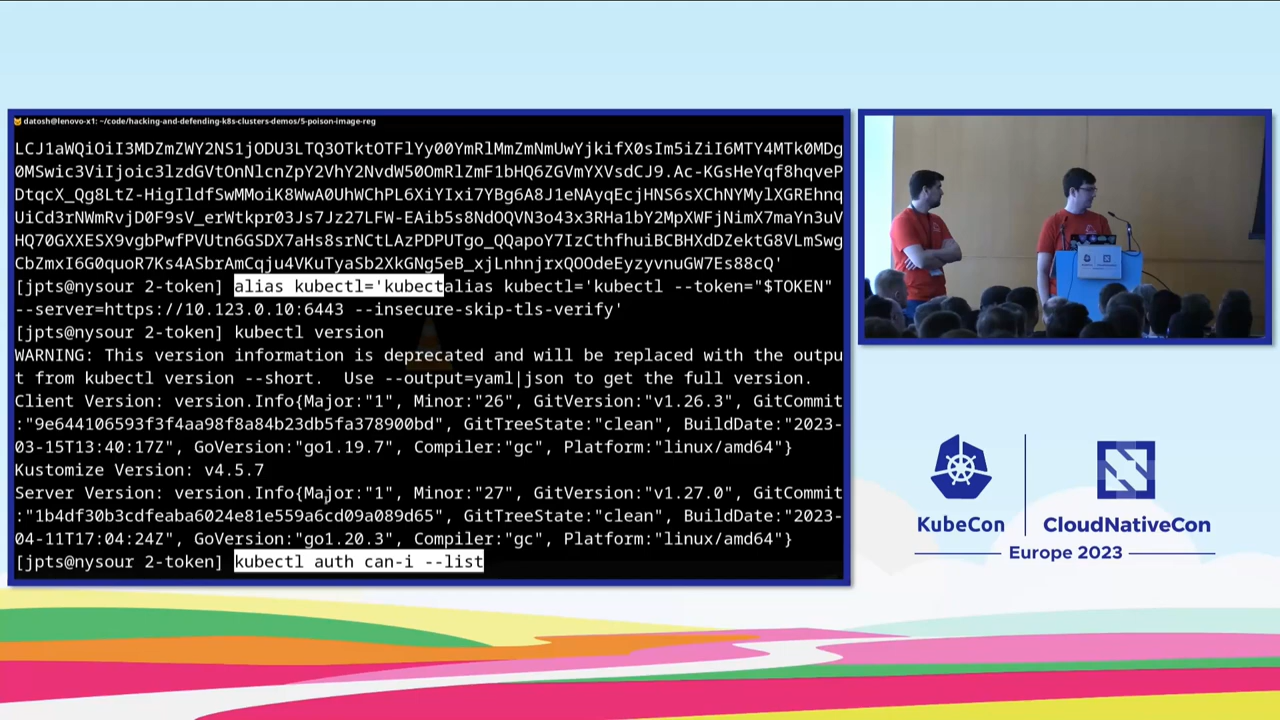 datosh@lenovo-x1: ~/code/hacking-and-defending-k8s-clusters-demos/5-poison-image-reg
LCJ1aWQiOiI3MDZmZWY2NS1jODU3LTQ3OTktOTFlYy00YmRlMmZmNmUwYjkifX0sIm5iZiI6MTY4MTk0MDg
0MSwic3ViIjoic3lzdGVtOnNlcnZpY2VhY2NvdW50OmRlZmF1bHQ6ZGVmYXVsdCJ9.Ac-KGsHeYqf8hqveP
DtqcX_Qg8LtZ-HigIldfSwMMoiK8WwA0UhWChPL6XiYIxi7YBg6A8J1eNAyqEcjHNS6sXChNYMylXGREhnq
UiCd3rNWmRvjD0F9sV_erWtkpr03Js7Jz27LFW-EAib5s8NdOQVN3o43x3RHa1bY2MpXWFjNimX7maYn3uV
HQ70GXXESX9vgbPwfPVUtn6GSDX7aHs8srNCtLAzPDPUTgo_QQapoY7IzCthfhuiBCBHXdDZektG8VLmSwg
CbZmxI6G0quoR7Ks4ASbrAmCqju4VKuTyaSb2XkGNg5eB_xjLnhnjrxQOOdeEyzyvnuGW7Es88cQ'
[jpts@nysour 2-token] alias kubectl='kubectalias kubectl='kubectl --token="$TOKEN"
--server=https://10.123.0.10:6443 --insecure-skip-tls-verify'
[jpts@nysour 2-token] kubectl version
WARNING: This version information is deprecated and will be replaced with the outpu
t from kubectl version --short.  Use --output=yaml|json to get the full version.
Client Version: version.Info{Major:"1", Minor:"26", GitVersion:"v1.26.3", GitCommit
:"9e644106593f3f4aa98f8a84b23db5fa378900bd", GitTreeState:"clean", BuildDate:"2023-
03-15T13:40:17Z", GoVersion:"go1.19.7", Compiler:"gc", Platform:"linux/amd64"}
Kustomize Version: v4.5.7
Server Version: version.Info{Major:"1", Minor:"27", GitVersion:"v1.27.0", GitCommit
:"1b4df30b3cdfeaba6024e81e559a6cd09a089d65", GitTreeState:"clean", BuildDate:"2023-
04-11T17:04:24Z", GoVersion:"go1.20.3", Compiler:"gc", Platform:"linux/amd64"}
[jpts@nysour 2-token] kubectl auth can-i --list
KubeCon
CloudNativeCon
Europe 2023